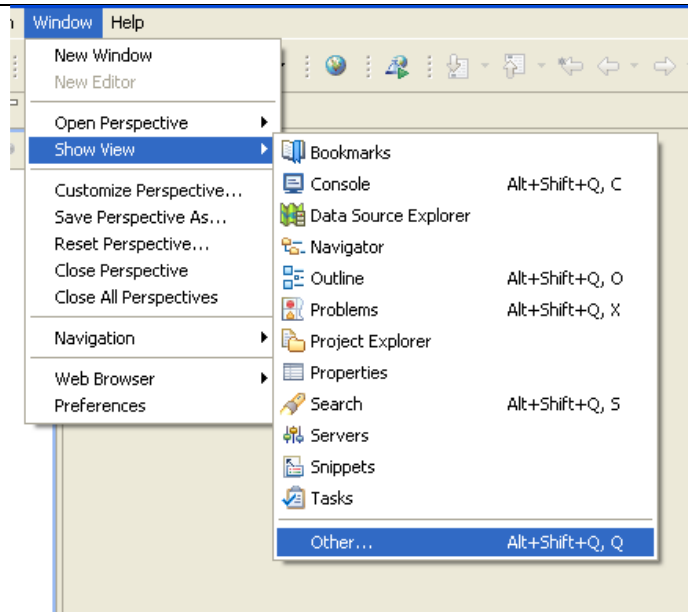 Window Help
New Window
New Editor
Open Perspective
Show View
Customize Perspective...
Save Perspective As...
Reset Perspective...
Close Perspective
Close All Perspectives
Navigation
Web Browser
Preferences
Bookmarks
Console Alt+Shift+Q, C
Data Source Explorer
Navigator
Outline Alt+Shift+Q, O
Problems Alt+Shift+Q, X
Project Explorer
Properties
Search Alt+Shift+Q, S
Servers
Snippets
Tasks
Other... Alt+Shift+Q, Q